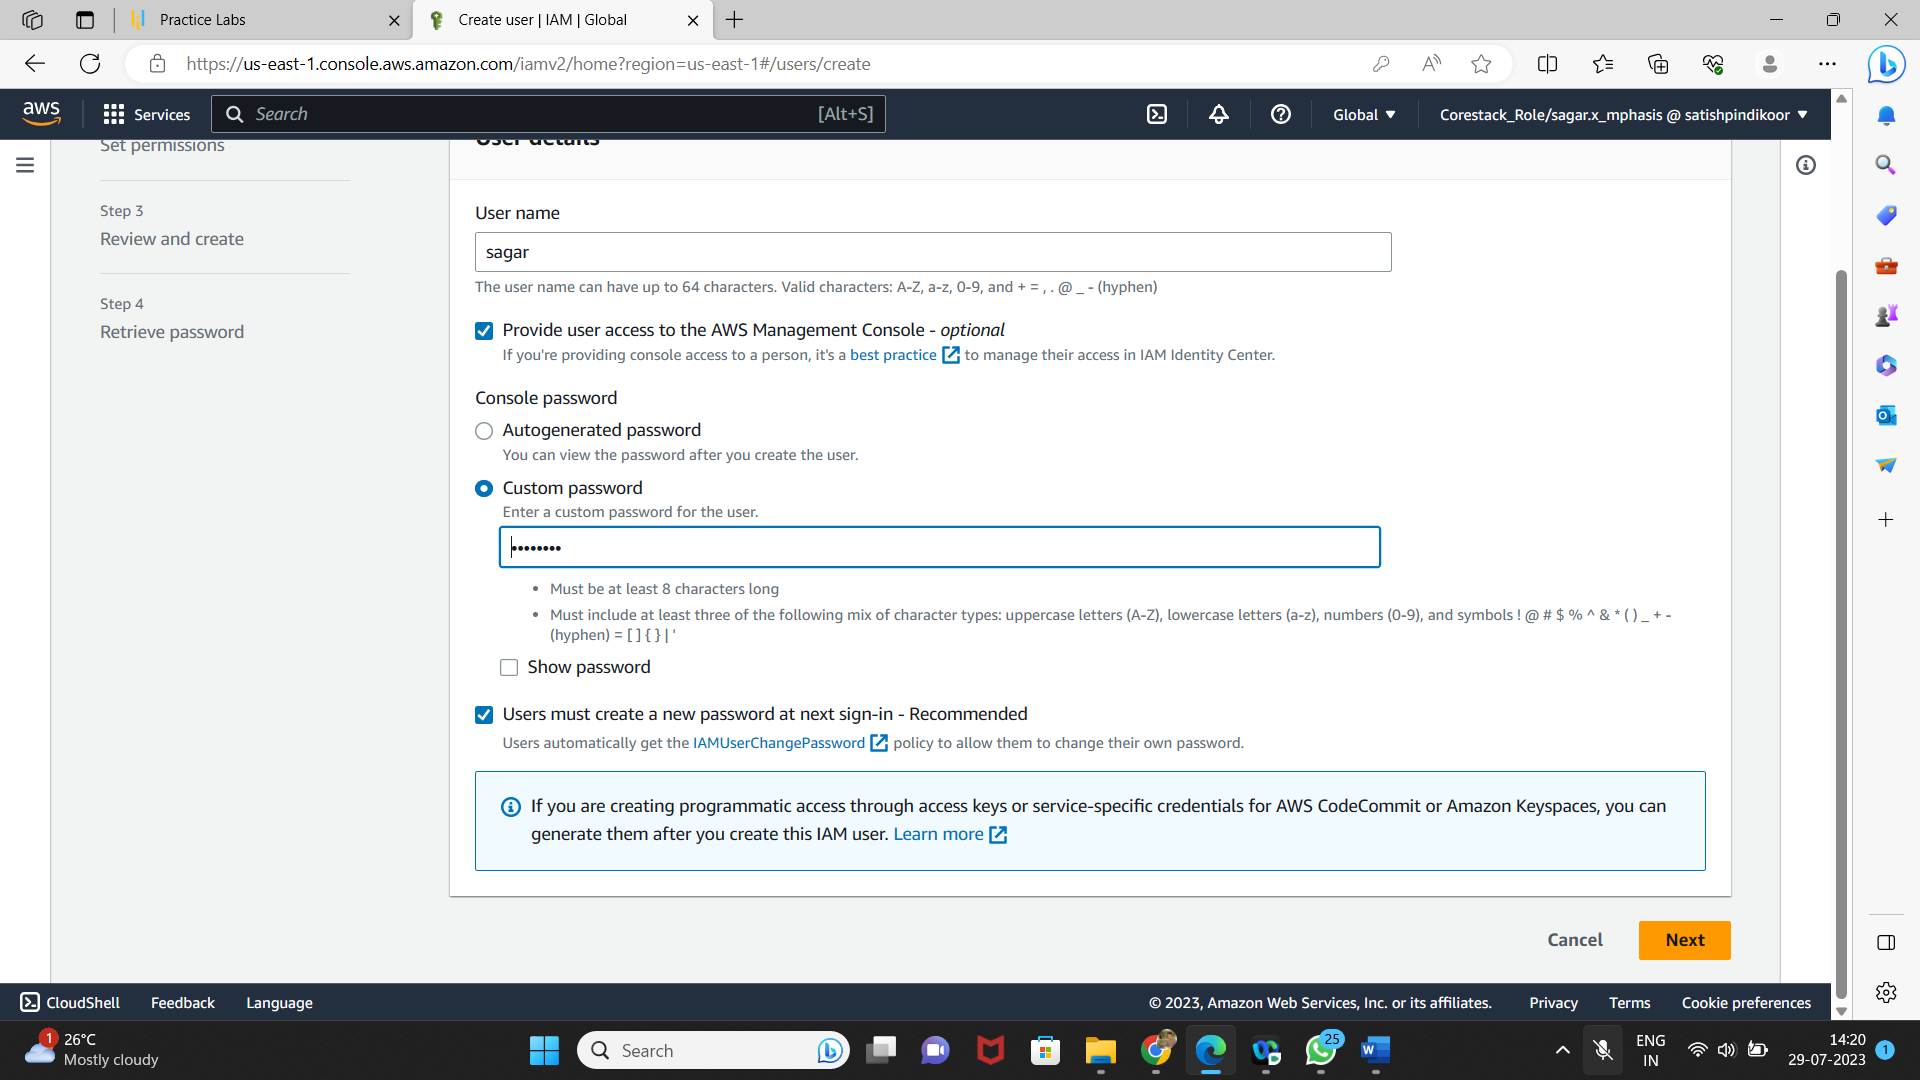 Practice Labs
Create user | IAM | Global
https://us-east-1.console.aws.amazon.com/iamv2/home?region=us-east-1#/users/create
aws
Services
Search
[Alt+S]
Global
Corestack_Role/sagar.x_mphasis @ satishpindikoor
Set permissions
Step 3
Review and create
Step 4
Retrieve password
User details
User name
sagar
The user name can have up to 64 characters. Valid characters: A-Z, a-z, 0-9, and + = , . @ _ - (hyphen)
Provide user access to the AWS Management Console - optional
If you're providing console access to a person, it's a best practice to manage their access in IAM Identity Center.
Console password
Autogenerated password
You can view the password after you create the user.
Custom password
Enter a custom password for the user.
••••••••
• Must be at least 8 characters long
• Must include at least three of the following mix of character types: uppercase letters (A-Z), lowercase letters (a-z), numbers (0-9), and symbols ! @ # $ % ^ & * ( ) _ + -
(hyphen) = [ ] { } | '
Show password
Users must create a new password at next sign-in - Recommended
Users automatically get the IAMUserChangePassword policy to allow them to change their own password.
If you are creating programmatic access through access keys or service-specific credentials for AWS CodeCommit or Amazon Keyspaces, you can
generate them after you create this IAM user. Learn more
Cancel
Next
CloudShell
Feedback
Language
© 2023, Amazon Web Services, Inc. or its affiliates.
Privacy
Terms
Cookie preferences
1
26°C
Mostly cloudy
Search
25
ENG
IN
14:20
29-07-2023
1